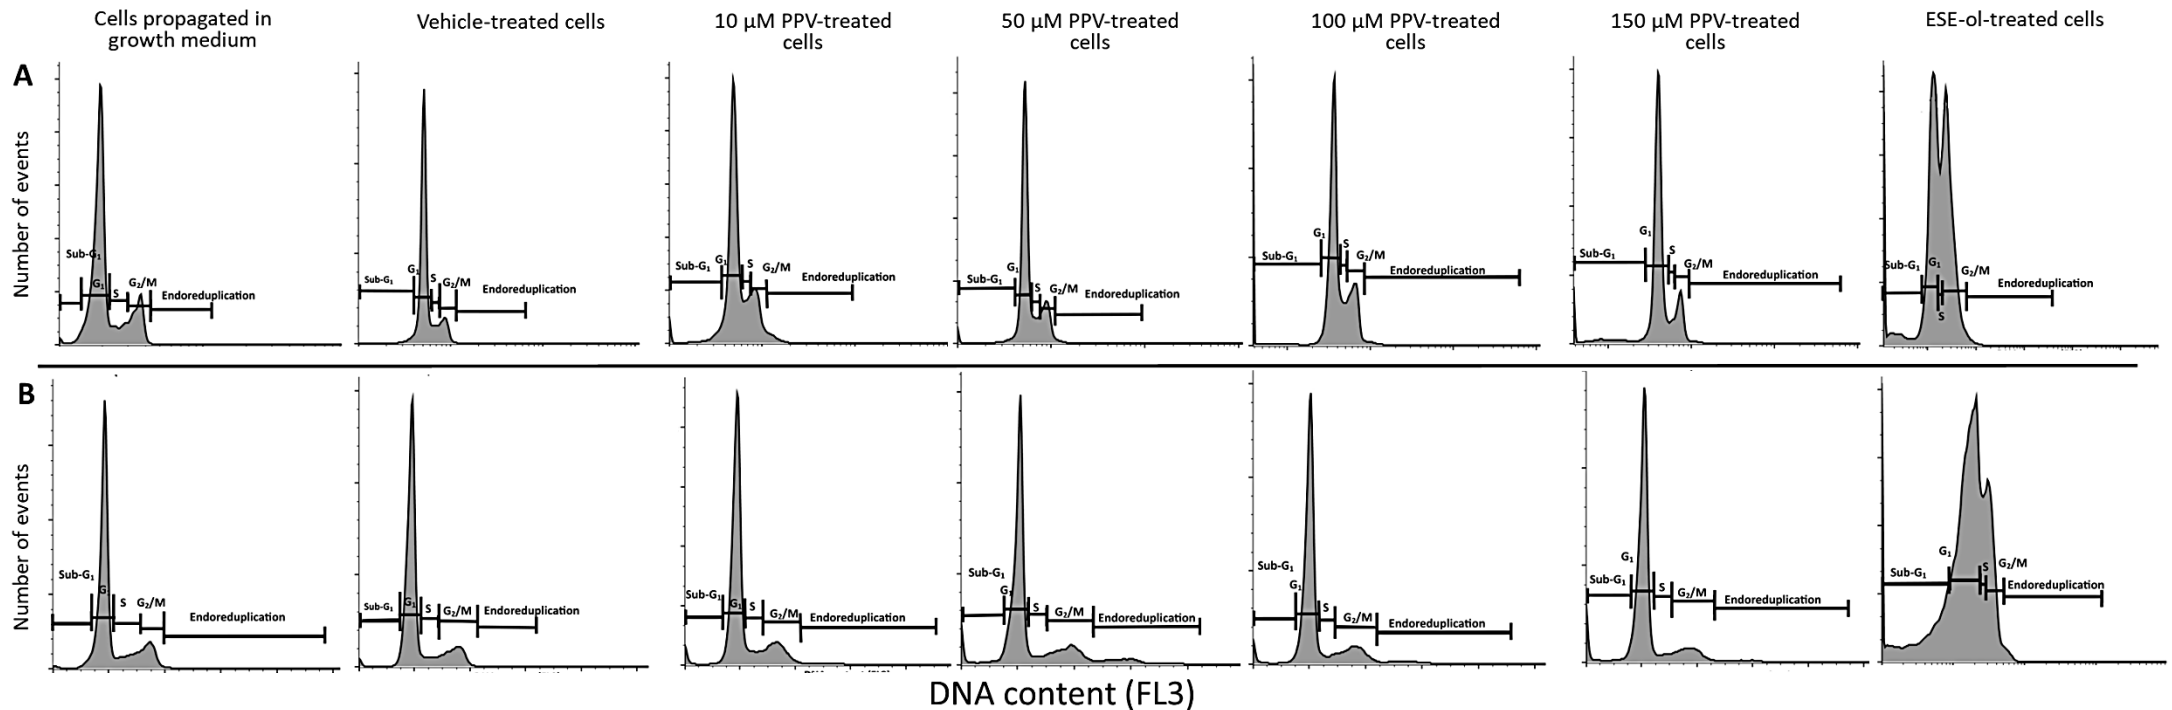 Cells propagated in
growth medium
Vehicle-treated cells
10 µM PPV-treated
cells
50 µM PPV-treated
cells
100 µM PPV-treated
cells
150 µM PPV-treated
cells
ESE-ol-treated cells
A
Number of events
Sub-G₁
G₁
S
G₂/M
Endoreduplication
Sub-G₁
G₁
S
G₂/M
Endoreduplication
Sub-G₁
G₁
S
G₂/M
Endoreduplication
Sub-G₁
G₁
S
G₂/M
Endoreduplication
Sub-G₁
G₁
S
G₂/M
Endoreduplication
Sub-G₁
G₁
S
G₂/M
Endoreduplication
Sub-G₁
G₁
S
G₂/M
Endoreduplication
B
Number of events
Sub-G₁
G₁
S
G₂/M
Endoreduplication
Sub-G₁
G₁
S
G₂/M
Endoreduplication
Sub-G₁
G₁
S
G₂/M
Endoreduplication
Sub-G₁
G₁
S
G₂/M
Endoreduplication
Sub-G₁
G₁
S
G₂/M
Endoreduplication
Sub-G₁
G₁
S
G₂/M
Endoreduplication
Sub-G₁
G₁
S
G₂/M
Endoreduplication
DNA content (FL3)